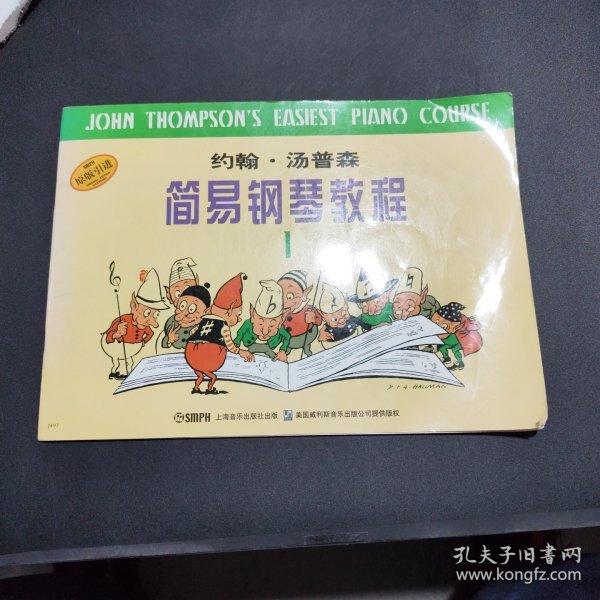 JOHN THOMPSON'S EASIEST PIANO COURSE
SMPH
原版引进
约翰·汤普森
简易钢琴教程
1
D+G. HAUMAN
SMPH 上海音乐出版社出版 美国威利斯音乐出版公司提供版权
孔夫子旧书网
www.kongfz.com